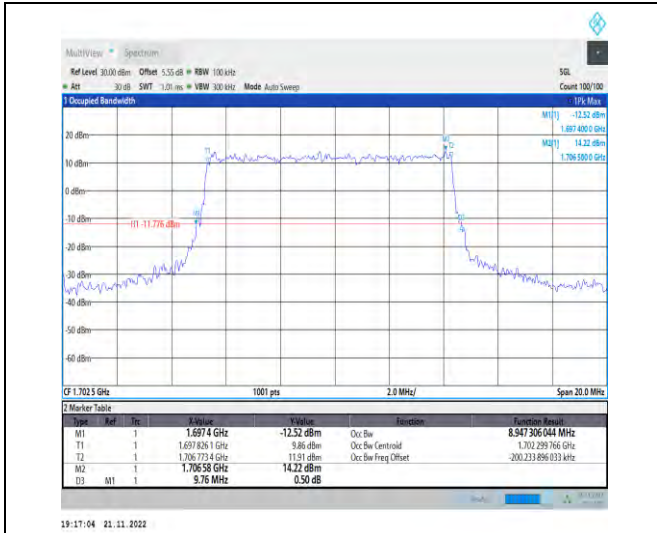 MultiView Spectrum
Ref Level 30.00 dBm Offset 5.55 dB RBW 100 kHz SGL
Att 30 dB SWT 1.01 ms VBW 300 kHz Mode Auto Sweep Count 100/100
1 Occupied Bandwidth 1Pk Max
M1[1] -12.52 dBm
1.697 400 0 GHz
M2[1] 14.22 dBm
20 dBm
10 dBm
0 dBm
-10 dBm
H1 -11.776 dBm
-20 dBm
-30 dBm
-40 dBm
-50 dBm
-60 dBm
M2
T1
T2
CF 1.702 5 GHz 1001 pts 2.0 MHz/ Span 20.0 MHz
2 Marker Table
Type Ref Trc X-Value Y-Value Function Function Result
M1 1 1.697 4 GHz -12.52 dBm Occ Bw 8.947 306 044 MHz
T1 1 1.697 826 1 GHz 9.86 dBm Occ Bw Centroid 1.702 299 766 GHz
T2 1 1.706 773 4 GHz 11.91 dBm Occ Bw Freq Offset -200.233 896 033 kHz
M2 1 1.706 58 GHz 14.22 dBm
D3 M1 1 9.76 MHz 0.50 dB
19:17:04 21.11.2022